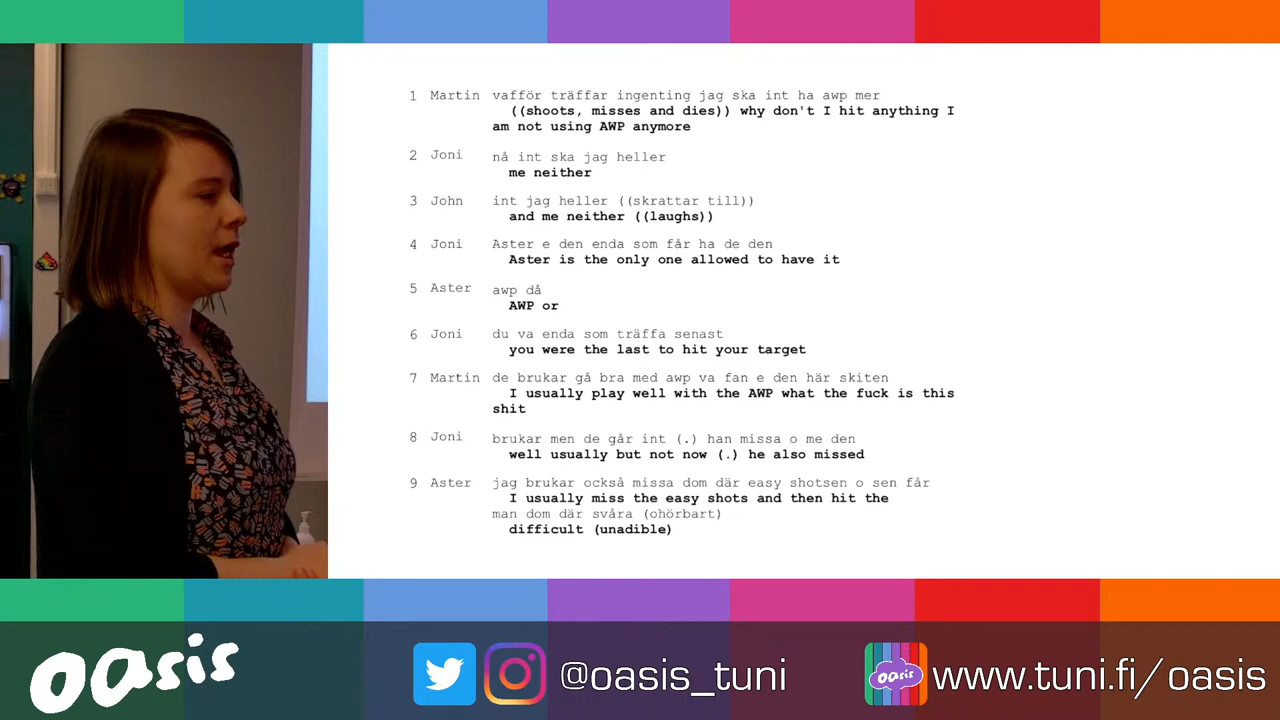 1 Martin vafför träffar ingenting jag ska int ha awp mer
((shoots, misses and dies)) why don't I hit anything I
am not using AWP anymore
2 Joni nå int ska jag heller
me neither
3 John int jag heller ((skrattar till))
and me neither ((laughs))
4 Joni Aster e den enda som får ha de den
Aster is the only one allowed to have it
5 Aster awp då
AWP or
6 Joni du va enda som träffa senast
you were the last to hit your target
7 Martin de brukar gå bra med awp va fan e den här skiten
I usually play well with the AWP what the fuck is this
shit
8 Joni brukar men de går int (.) han missa o me den
well usually but not now (.) he also missed
9 Aster jag brukar också missa dom där easy shotsen o sen får
I usually miss the easy shots and then hit the
man dom där svåra (ohörbart)
difficult (unadible)
oasis
@oasis_tuni
oasis
www.tuni.fi/oasis